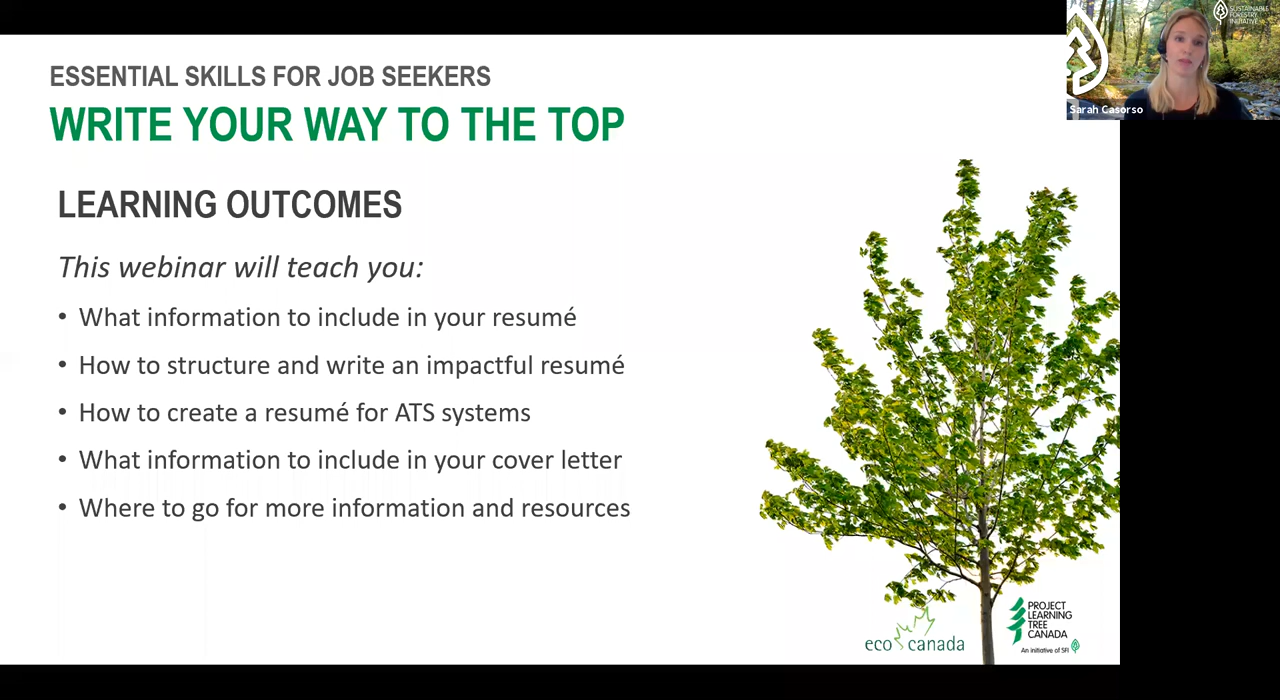 ESSENTIAL SKILLS FOR JOB SEEKERS
WRITE YOUR WAY TO THE TOP
LEARNING OUTCOMES
This webinar will teach you:
• What information to include in your resumé
• How to structure and write an impactful resumé
• How to create a resumé for ATS systems
• What information to include in your cover letter
• Where to go for more information and resources
eco canada
PROJECT
LEARNING
TREE
CANADA
An initiative of SFI
SUSTAINABLE
FORESTRY
INITIATIVE
Sarah Casorso